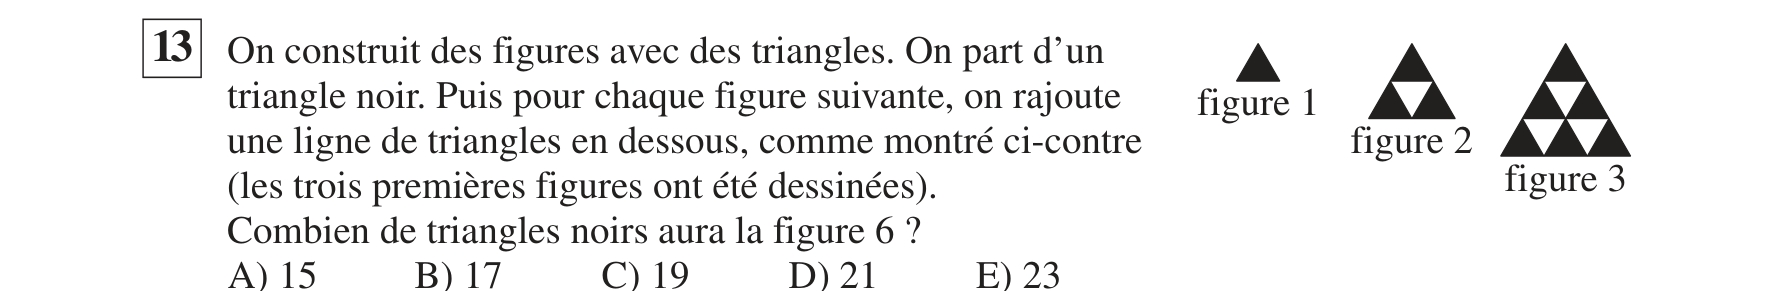 13 On construit des figures avec des triangles. On part d’un
triangle noir. Puis pour chaque figure suivante, on rajoute
une ligne de triangles en dessous, comme montré ci-contre
(les trois premières figures ont été dessinées).
Combien de triangles noirs aura la figure 6 ?
A) 15 B) 17 C) 19 D) 21 E) 23
figure 1
figure 2
figure 3